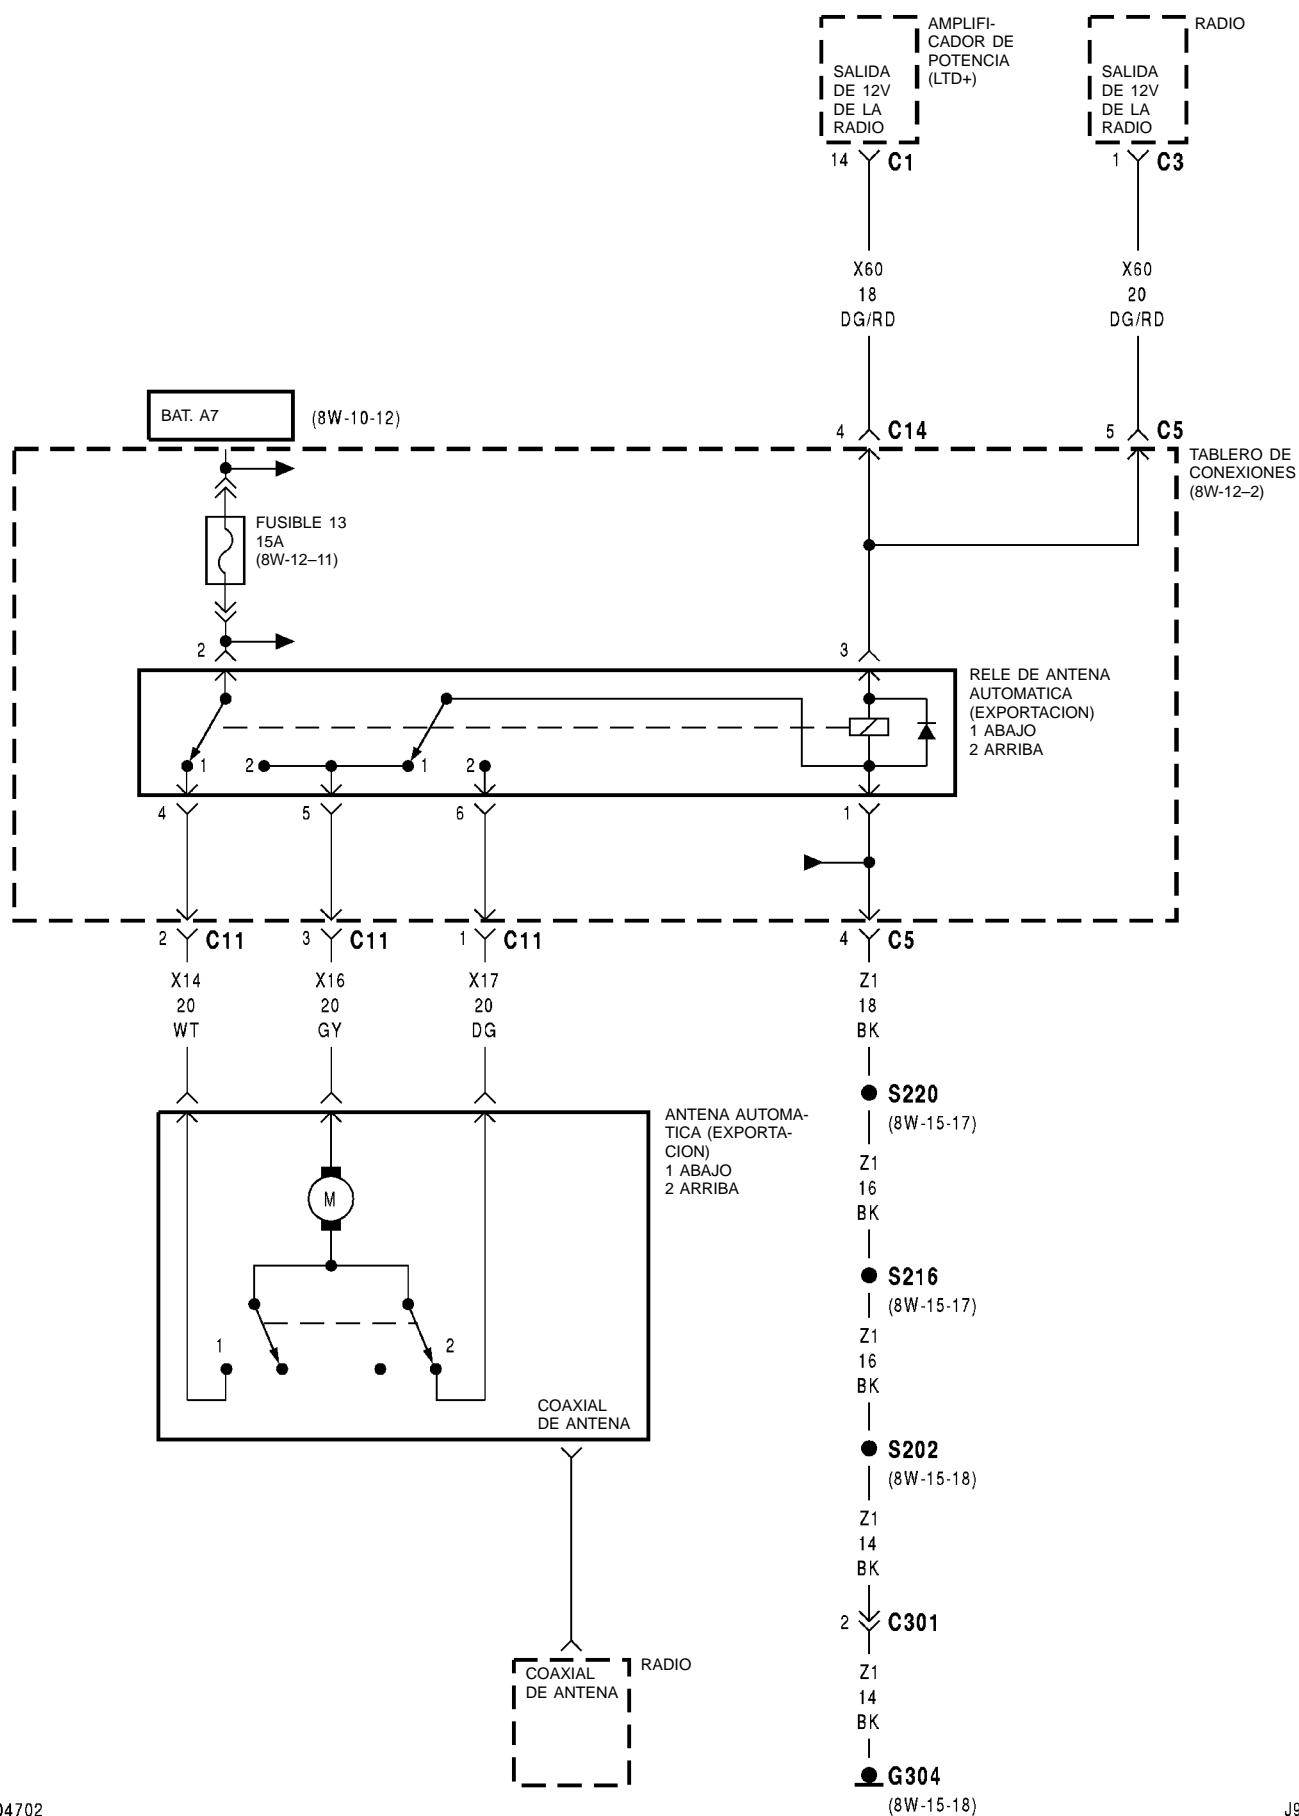 AMPLIFI-
CADOR DE
POTENCIA
(LTD+)
RADIO
SALIDA
DE 12V
DE LA
RADIO
SALIDA
DE 12V
DE LA
RADIO
14 C1
1 C3
X60
18
DG/RD
X60
20
DG/RD
BAT. A7
(8W-10-12)
4 C14
5 C5
TABLERO DE
CONEXIONES
(8W-12–2)
FUSIBLE 13
15A
(8W-12–11)
2
3
RELE DE ANTENA
AUTOMATICA
(EXPORTACION)
1 ABAJO
2 ARRIBA
1 2 1 2
4 5 6 1
2 C11
3 C11
1 C11
4 C5
X14
20
WT
X16
20
GY
X17
20
DG
Z1
18
BK
S220
(8W-15-17)
ANTENA AUTOMA-
TICA (EXPORTA-
CION)
1 ABAJO
2 ARRIBA
Z1
16
BK
M
S216
(8W-15-17)
1 2
Z1
16
BK
COAXIAL
DE ANTENA
S202
(8W-15-18)
Z1
14
BK
2 C301
RADIO
COAXIAL
DE ANTENA
Z1
14
BK
G304
(8W-15-18)
04702
J9